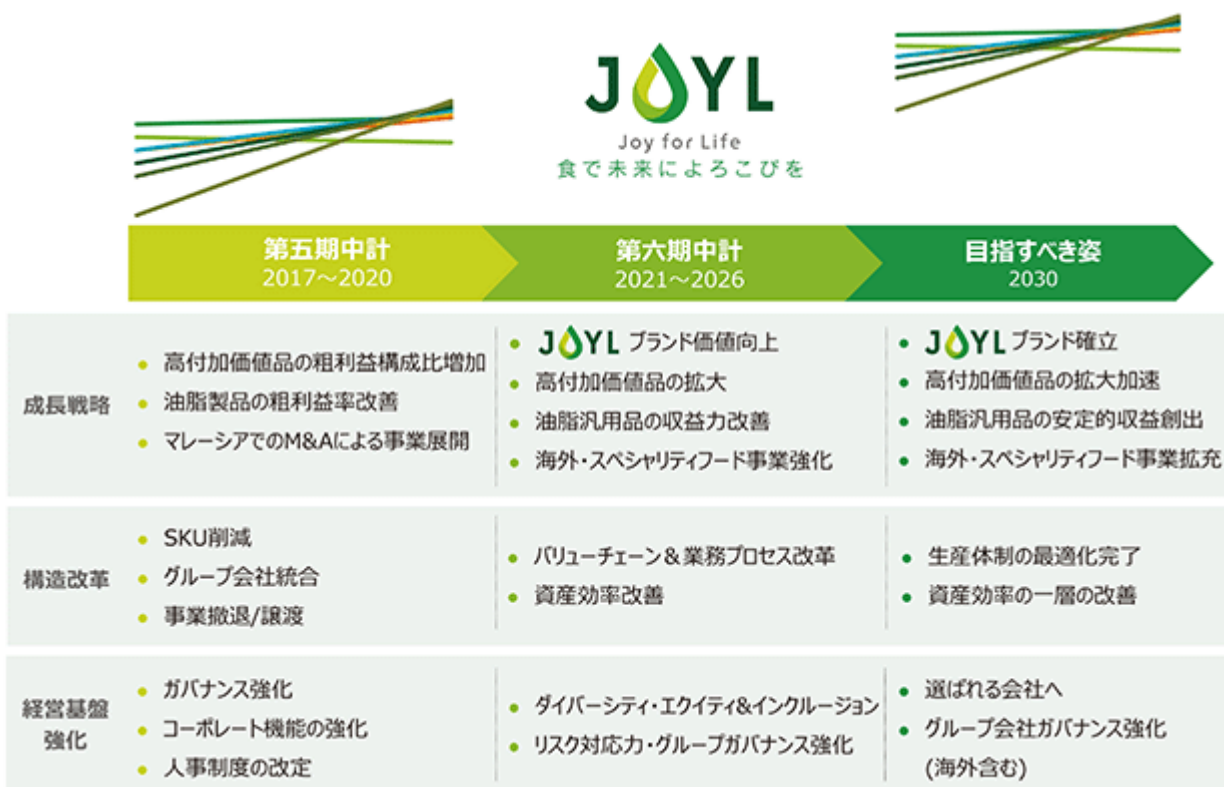 JOYL
Joy for Life
食で未来によろこびを
第五期中計
2017～2020
第六期中計
2021～2026
目指すべき姿
2030
成長戦略
• 高付加価値品の粗利益構成比増加
• 油脂製品の粗利益率改善
• マレーシアでのM&Aによる事業展開
• JOYL ブランド価値向上
• 高付加価値品の拡大
• 油脂汎用品の収益力改善
• 海外・スペシャリティフード事業強化
• JOYL ブランド確立
• 高付加価値品の拡大加速
• 油脂汎用品の安定的収益創出
• 海外・スペシャリティフード事業拡充
構造改革
• SKU削減
• グループ会社統合
• 事業撤退/譲渡
• バリューチェーン＆業務プロセス改革
• 資産効率改善
• 生産体制の最適化完了
• 資産効率の一層の改善
経営基盤
強化
• ガバナンス強化
• コーポレート機能の強化
• 人事制度の改定
• ダイバーシティ・エクイティ&インクルージョン
• リスク対応力・グループガバナンス強化
• 選ばれる会社へ
• グループ会社ガバナンス強化
(海外含む)